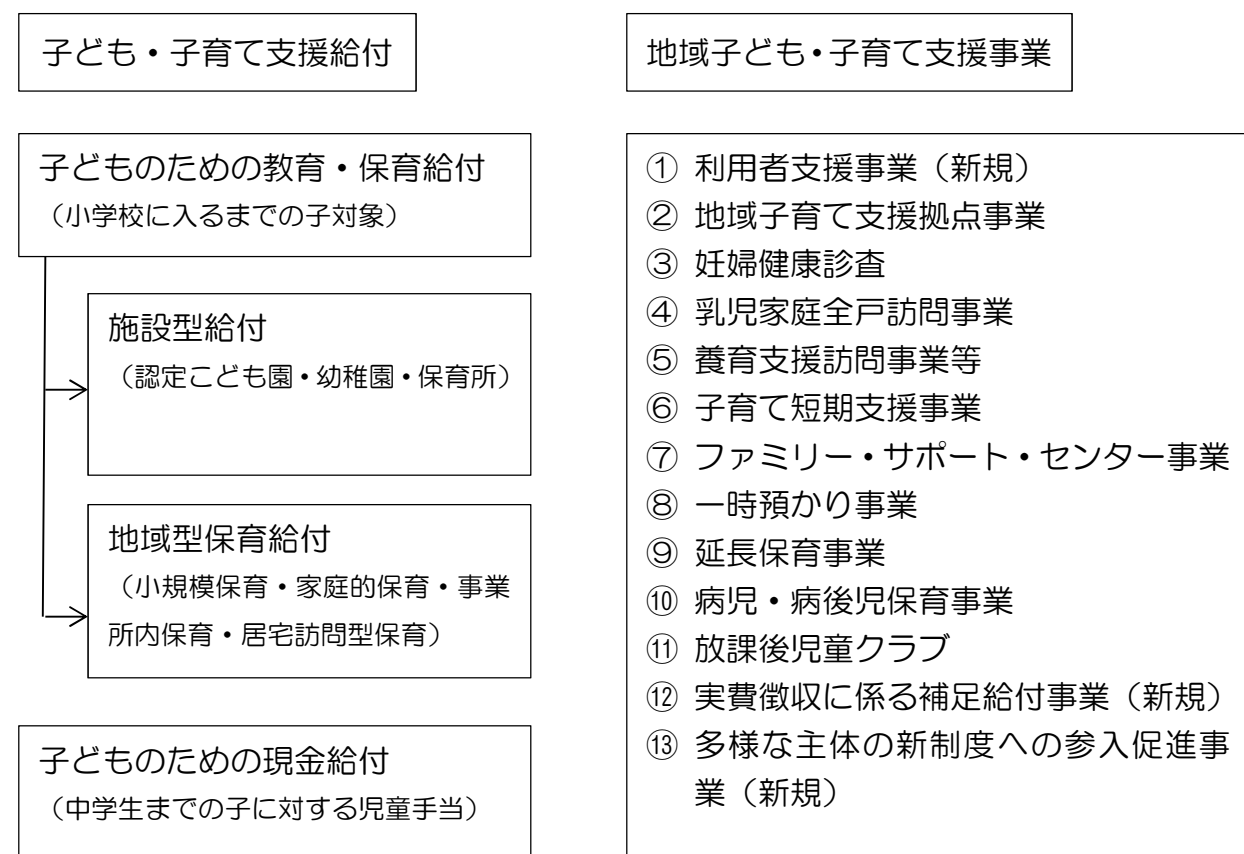 子ども・子育て支援給付
子どものための教育・保育給付
（小学校に入るまでの子対象）
施設型給付
（認定こども園・幼稚園・保育所）
地域型保育給付
（小規模保育・家庭的保育・事業
所内保育・居宅訪問型保育）
子どものための現金給付
（中学生までの子に対する児童手当）
地域子ども・子育て支援事業
① 利用者支援事業（新規）
② 地域子育て支援拠点事業
③ 妊婦健康診査
④ 乳児家庭全戸訪問事業
⑤ 養育支援訪問事業等
⑥ 子育て短期支援事業
⑦ ファミリー・サポート・センター事業
⑧ 一時預かり事業
⑨ 延長保育事業
⑩ 病児・病後児保育事業
⑪ 放課後児童クラブ
⑫ 実費徴収に係る補足給付事業（新規）
⑬ 多様な主体の新制度への参入促進事
業（新規）